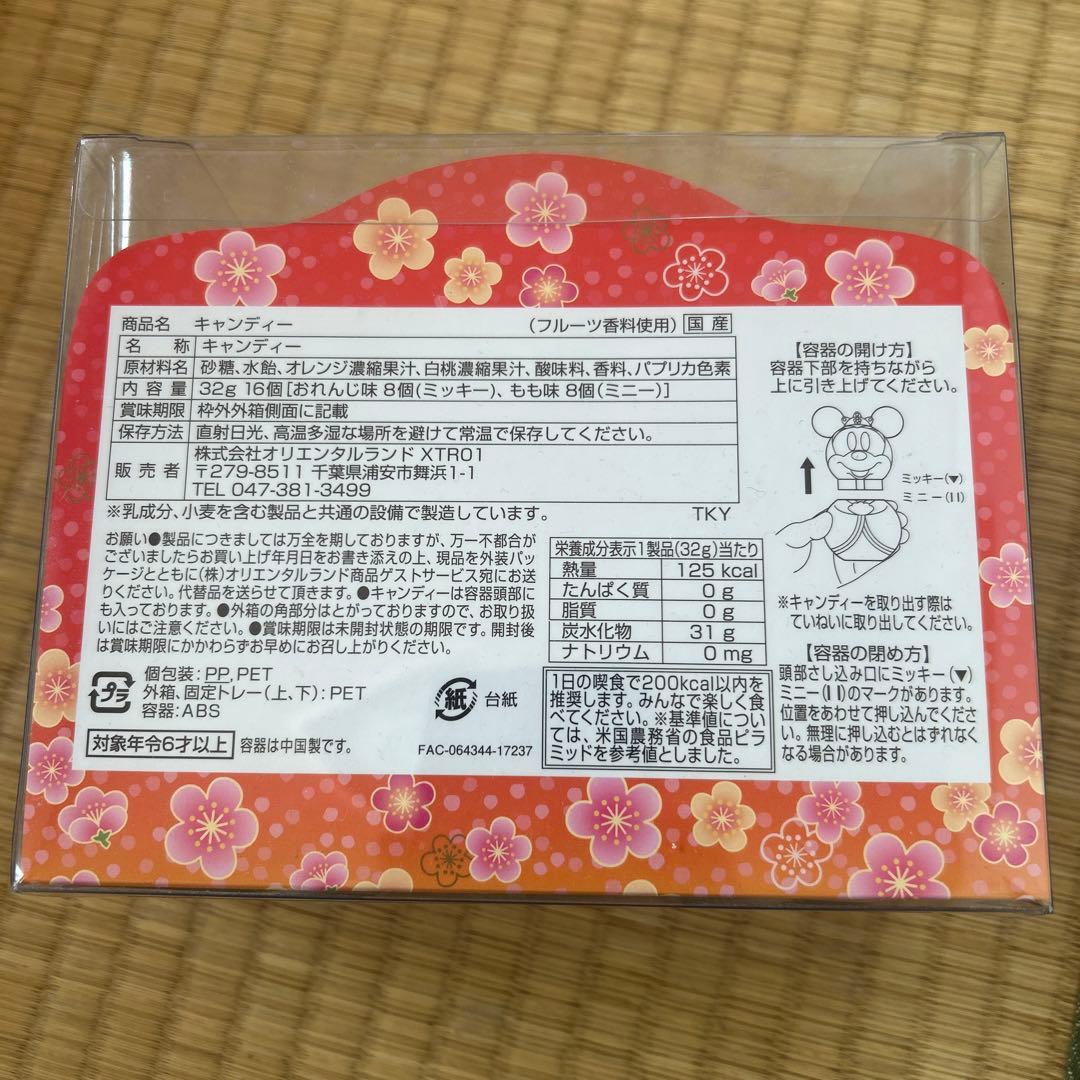 商品名 キャンディー (フルーツ香料使用) 国産
名称 キャンディー
原材料名 砂糖、水飴、オレンジ濃縮果汁、白桃濃縮果汁、酸味料、香料、パプリカ色素
内容量 32g 16個[おれんじ味 8個(ミッキー)、もも味 8個(ミニー)]
賞味期限 枠外外箱側面に記載
保存方法 直射日光、高温多湿な場所を避けて常温で保存してください。
販売者 株式会社オリエンタルランド XTR01
〒279-8511 千葉県浦安市舞浜1-1
TEL 047-381-3499
※乳成分、小麦を含む製品と共通の設備で製造しています。 TKY
お願い●製品につきましては万全を期しておりますが、万一不都合が
ございましたらお買い上げ年月日をお書き添えの上、現品を外装パッ
ケージとともに(株)オリエンタルランド商品ゲストサービス宛にお送
りください。代替品を送らせて頂きます。●キャンディーは容器頭部に
も入っております。●外箱の角部分はとがっておりますので、お取り扱
いにはご注意ください。●賞味期限は未開封状態の期限です。開封後
は賞味期限にかかわらずお早めにお召し上がりください。
プラ
個包装:PP,PET
外箱、固定トレー(上、下):PET
容器:ABS
紙 台紙
対象年令6才以上 容器は中国製です。
FAC-064344-17237
栄養成分表示1製品(32g)当たり
熱量 125 kcal
たんぱく質 0 g
脂質 0 g
炭水化物 31 g
ナトリウム 0 mg
1日の喫食で200kcal以内を
推奨します。みんなで楽しく食
べてください。※基準値につい
ては、米国農務省の食品ピラ
ミッドを参考値としました。
【容器の開け方】
容器下部を持ちながら
上に引き上げてください。
ミッキー(▼)
ミニー(II)
※キャンディーを取り出す際は
ていねいに取り出してください。
【容器の閉め方】
頭部さし込み口にミッキー(▼)
ミニー(II)のマークがあります。
位置をあわせて押し込んでくださ
い。無理に押し込むとはずれなく
なる場合があります。